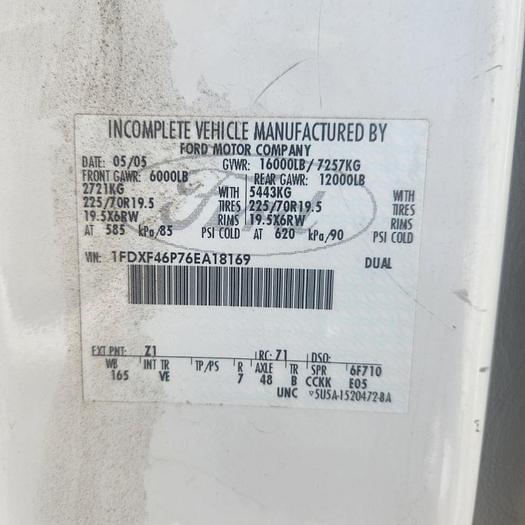 INCOMPLETE VEHICLE MANUFACTURED BY
FORD MOTOR COMPANY
DATE: 05/05 GVWR: 16000LB/7257KG
FRONT GAWR: 6000LB REAR GAWR: 12000LB
2721KG WITH 5443KG WITH
225/70R19.5 TIRES 225/70R19.5 TIRES
19.5X6RW RIMS 19.5X6RW RIMS
AT 585 kPa/85 PSI COLD AT 620 kPa/90 PSI COLD
VIN: 1FDXF46P76EA18169 DUAL
EXT PNT: Z1 RC: 71 DSO:
WB INT TR TP/PS R AXLE TR SPR 6F710
165 VE 7 48 B CCKK E05
UNC ▽5U5A-1520472-BA